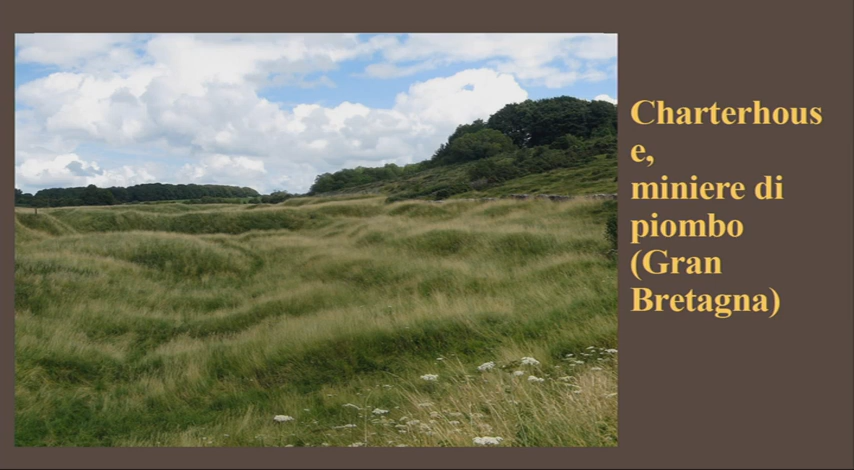 Charterhous
e,
miniere di
piombo
(Gran
Bretagna)